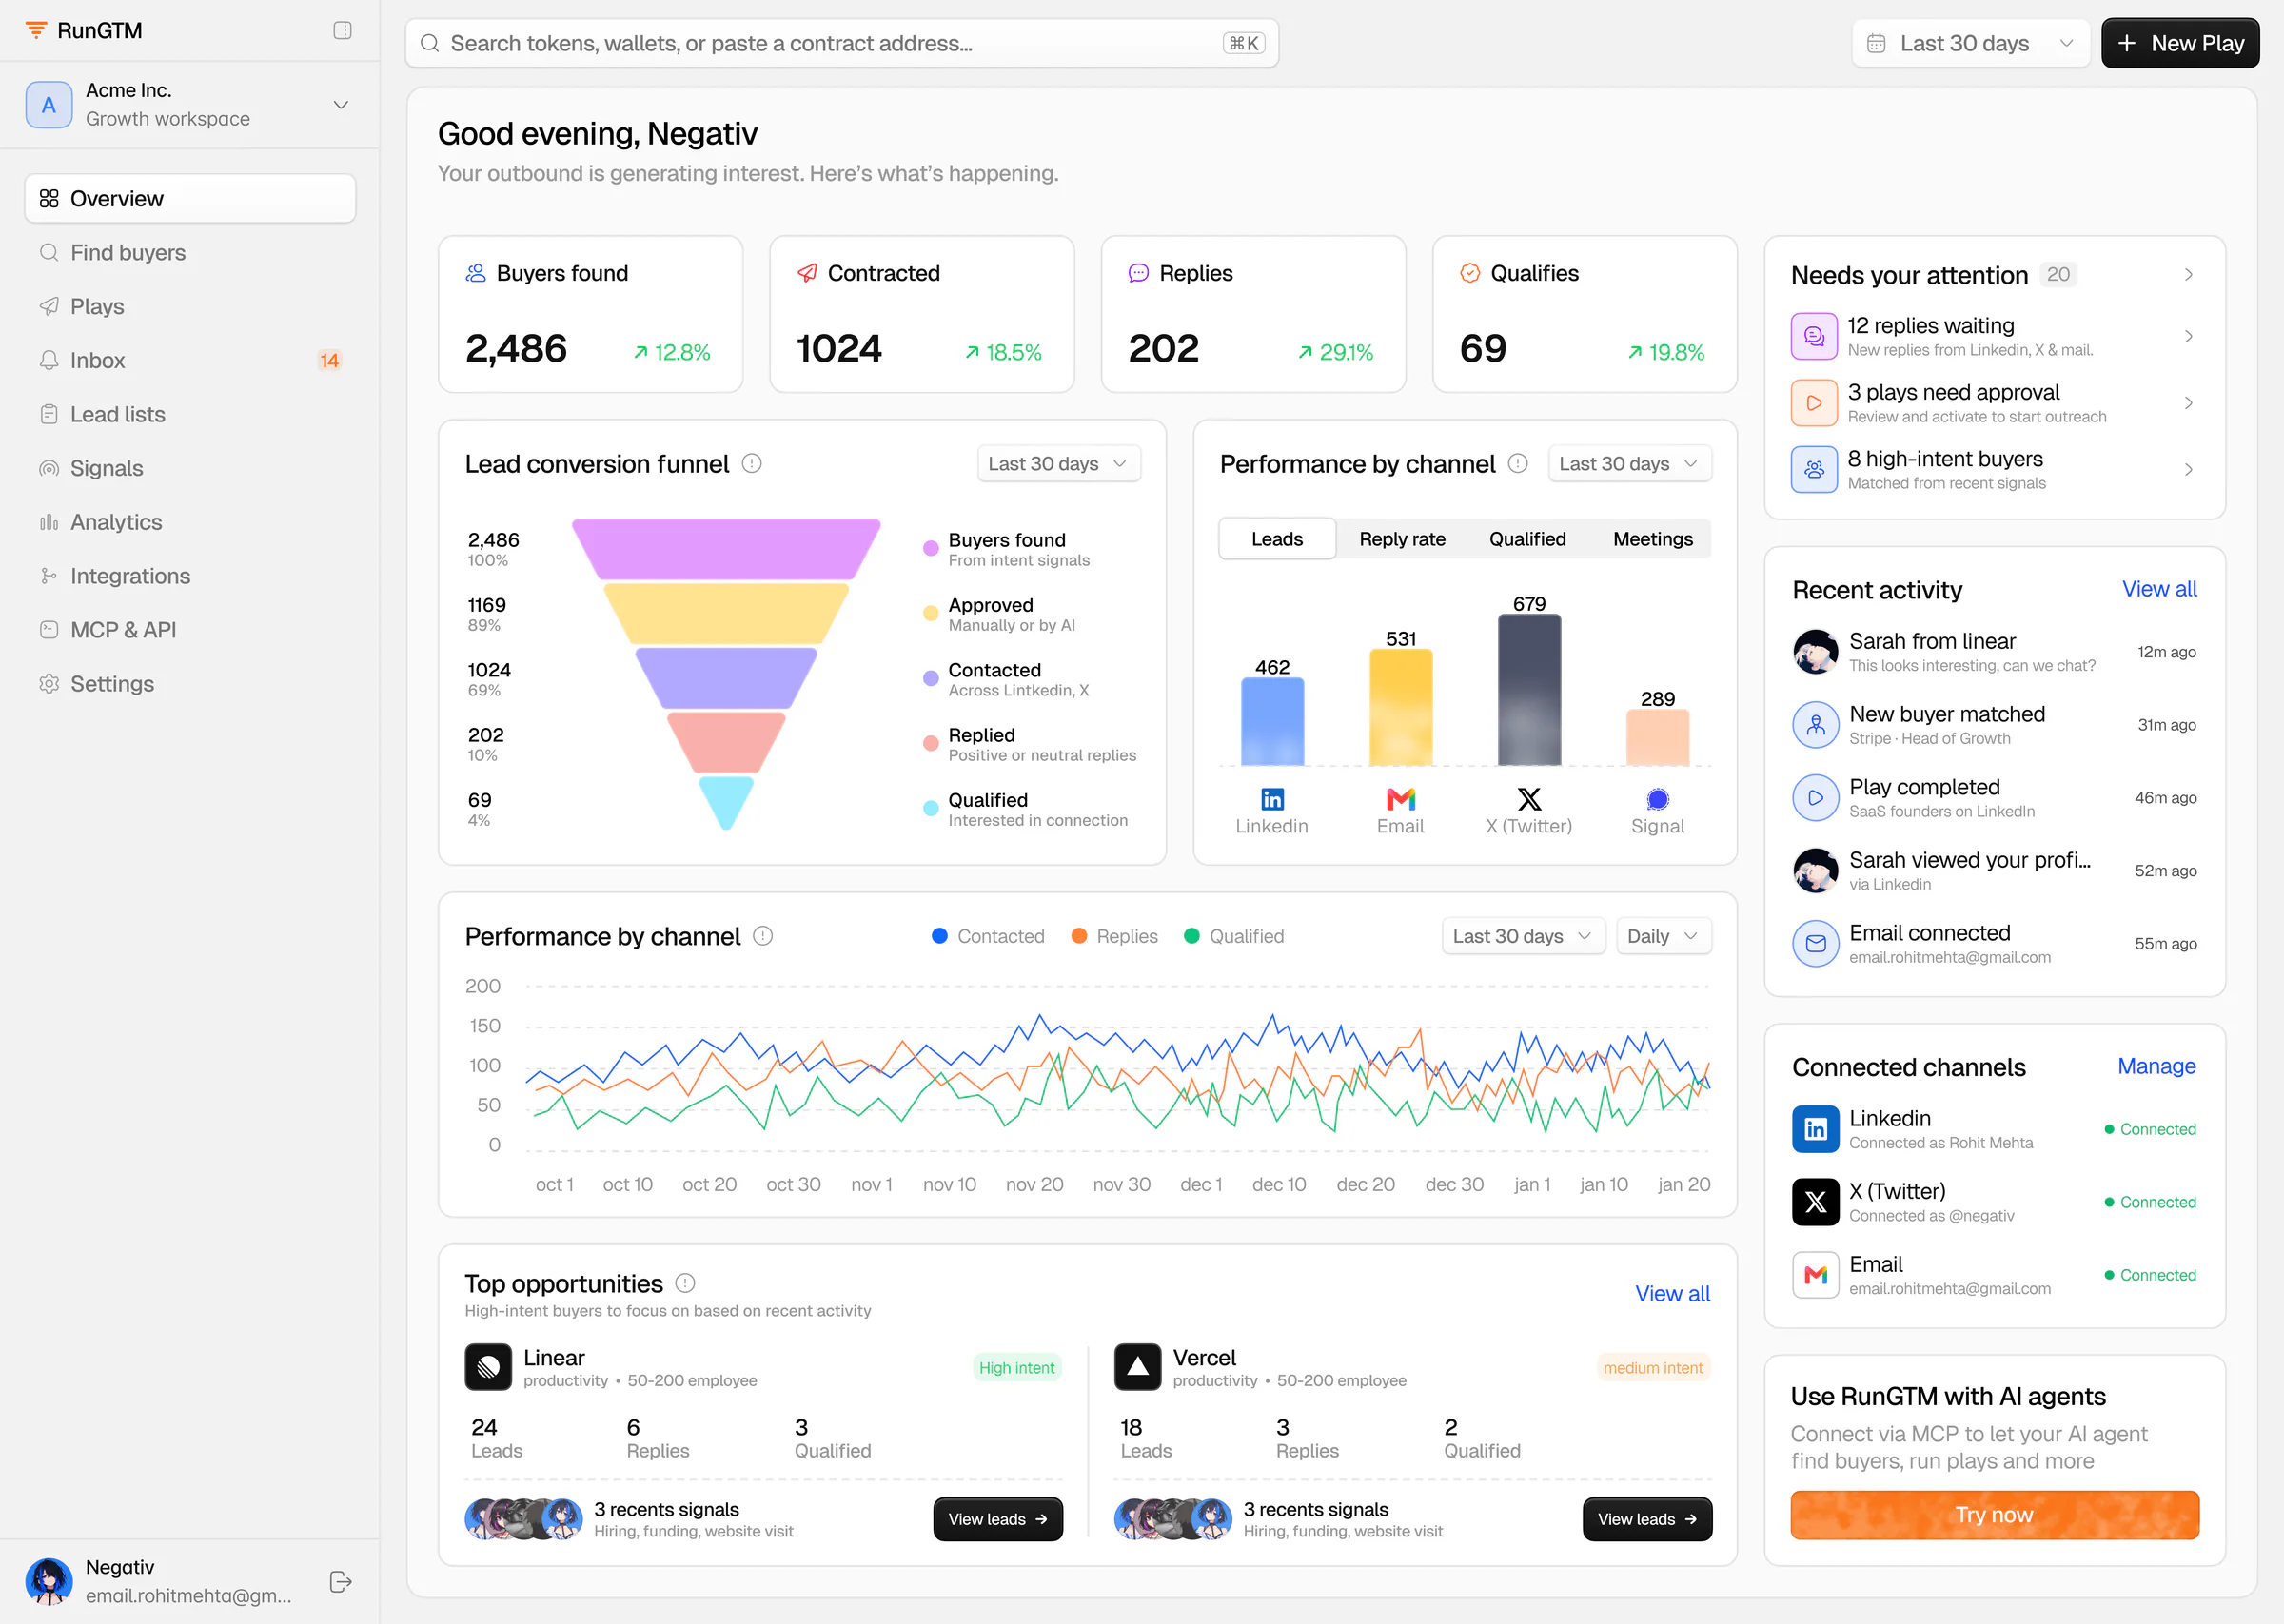 RunGTM
A
Acme Inc.
Growth workspace
Overview
Find buyers
Plays
Inbox
14
Lead lists
Signals
Analytics
Integrations
MCP & API
Settings
Negativ
email.rohitmehta@gm...
Search tokens, wallets, or paste a contract address...
⌘K
Last 30 days
+ New Play
Good evening, Negativ
Your outbound is generating interest. Here's what's happening.
Buyers found
2,486
12.8%
Contracted
1024
18.5%
Replies
202
29.1%
Qualifies
69
19.8%
Lead conversion funnel
Last 30 days
2,486
100%
Buyers found
From intent signals
1169
89%
Approved
Manually or by AI
1024
69%
Contacted
Across Lintkedin, X
202
10%
Replied
Positive or neutral replies
69
4%
Qualified
Interested in connection
Performance by channel
Last 30 days
Leads
Reply rate
Qualified
Meetings
462
531
679
289
in
Linkedin
Email
X (Twitter)
Signal
Performance by channel
Contacted
Replies
Qualified
Last 30 days
Daily
200
150
100
50
0
oct 1
oct 10
oct 20
oct 30
nov 1
nov 10
nov 20
nov 30
dec 1
dec 10
dec 20
dec 30
jan 1
jan 10
jan 20
Top opportunities
High-intent buyers to focus on based on recent activity
View all
Linear
productivity • 50-200 employee
High intent
24
Leads
6
Replies
3
Qualified
3 recents signals
Hiring, funding, website visit
View leads →
Vercel
productivity • 50-200 employee
medium intent
18
Leads
3
Replies
2
Qualified
3 recents signals
Hiring, funding, website visit
View leads →
Needs your attention
20
12 replies waiting
New replies from Linkedin, X & mail.
3 plays need approval
Review and activate to start outreach
8 high-intent buyers
Matched from recent signals
Recent activity
View all
Sarah from linear
This looks interesting, can we chat?
12m ago
New buyer matched
Stripe · Head of Growth
31m ago
Play completed
SaaS founders on LinkedIn
46m ago
Sarah viewed your profi...
via Linkedin
52m ago
Email connected
email.rohitmehta@gmail.com
55m ago
Connected channels
Manage
in
Linkedin
Connected as Rohit Mehta
Connected
X (Twitter)
Connected as @negativ
Connected
Email
email.rohitmehta@gmail.com
Connected
Use RunGTM with AI agents
Connect via MCP to let your AI agent
find buyers, run plays and more
Try now